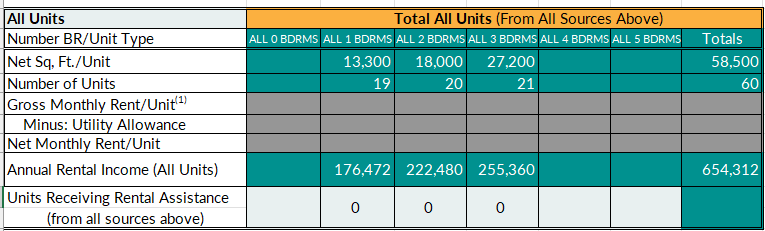 All Units Total All Units (From All Sources Above)
Number BR/Unit Type ALL 0 BDRMS ALL 1 BDRMS ALL 2 BDRMS ALL 3 BDRMS ALL 4 BDRMS ALL 5 BDRMS Totals
Net Sq, Ft./Unit 13,300 18,000 27,200 58,500
Number of Units 19 20 21 60
Gross Monthly Rent/Unit(1)
Minus: Utility Allowance
Net Monthly Rent/Unit
Annual Rental Income (All Units) 176,472 222,480 255,360 654,312
Units Receiving Rental Assistance
(from all sources above) 0 0 0